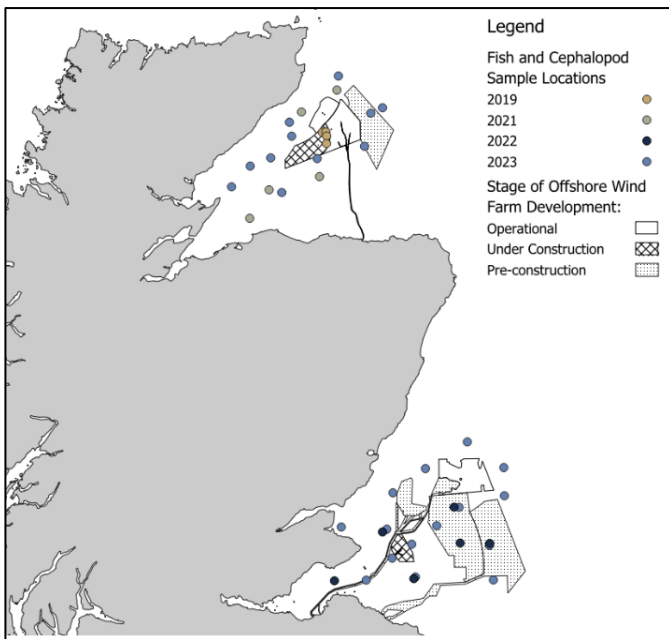 Legend
Fish and Cephalopod
Sample Locations
2019
2021
2022
2023
Stage of Offshore Wind
Farm Development:
Operational
Under Construction
Pre-construction